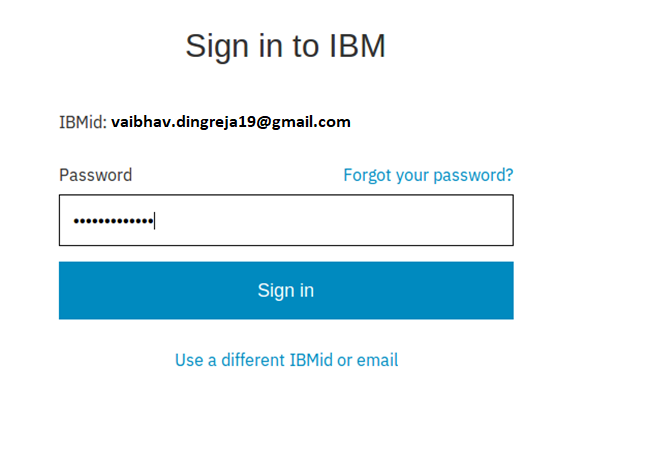 Sign in to IBM
IBMid: vaibhav.dingreja19@gmail.com
Password Forgot your password?
•••••••••••••
Sign in
Use a different IBMid or email